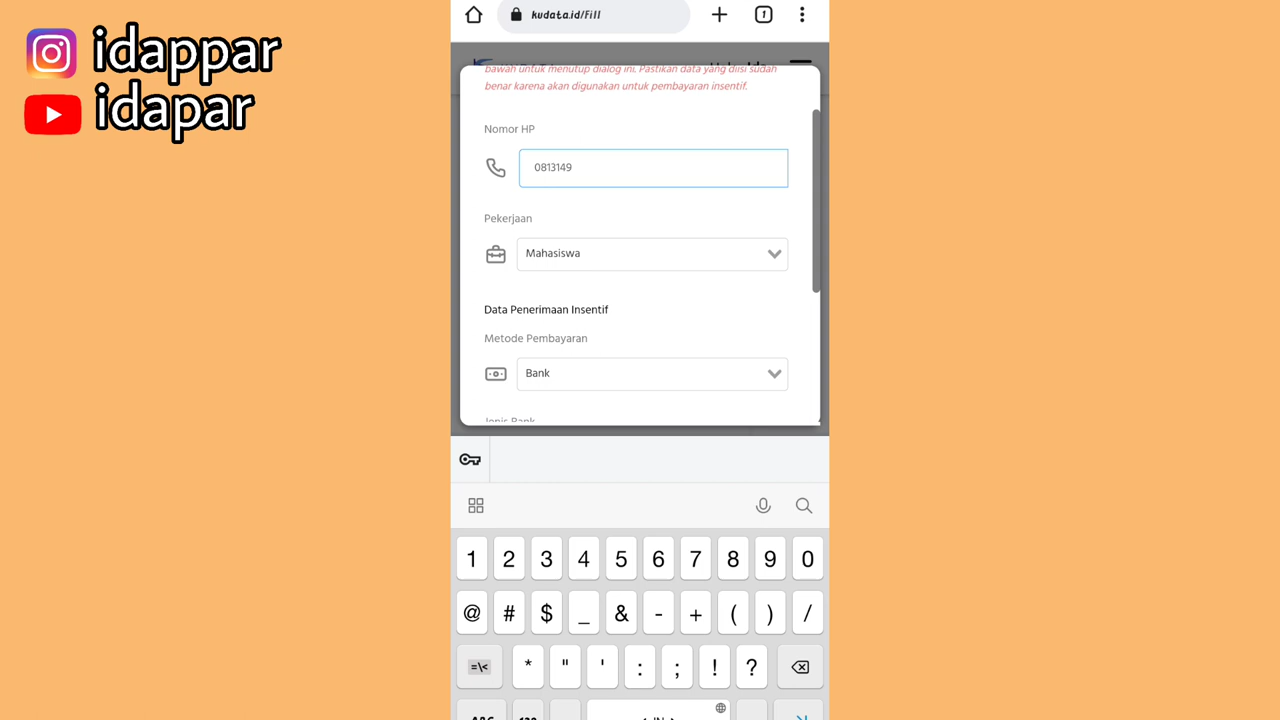 idappar
idapar
kudata.id/Fill
1
bawah untuk menutup dialog ini. Pastikan data yang diisi sudah
benar karena akan digunakan untuk pembayaran insentif.
Nomor HP
0813149
Pekerjaan
Mahasiswa
Data Penerimaan Insentif
Metode Pembayaran
Bank
Jenis Bank
1 2 3 4 5 6 7 8 9 0
@ # $ _ & - + ( ) /
=\< * " ' : ; ! ?